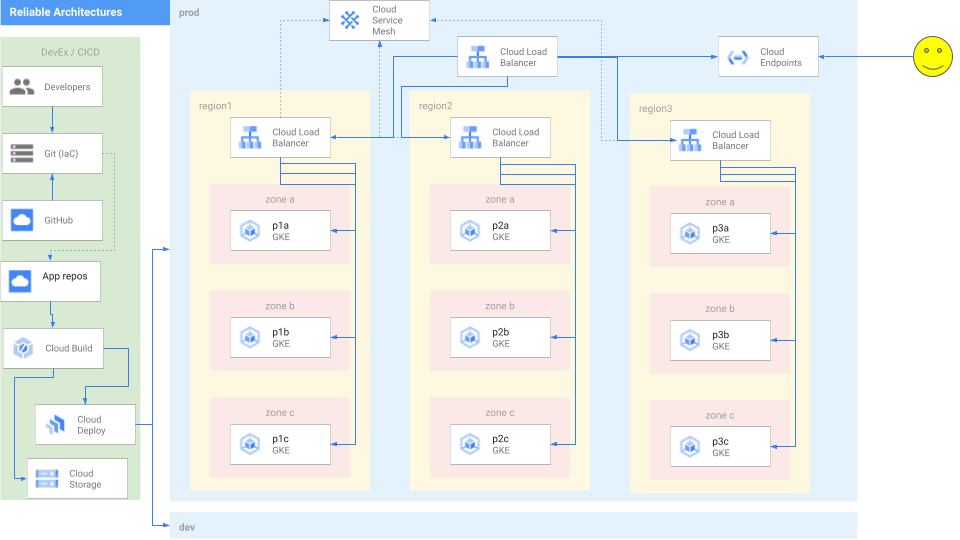 Reliable Architectures
prod
Cloud
Service
Mesh
DevEx / CICD
Cloud Load
Balancer
Cloud
Endpoints
Developers
Git (IaC)
GitHub
App repos
Cloud Build
Cloud
Deploy
Cloud
Storage
region1
Cloud Load
Balancer
zone a
p1a
GKE
zone b
p1b
GKE
zone c
p1c
GKE
region2
Cloud Load
Balancer
zone a
p2a
GKE
zone b
p2b
GKE
zone c
p2c
GKE
region3
Cloud Load
Balancer
zone a
p3a
GKE
zone b
p3b
GKE
zone c
p3c
GKE
dev